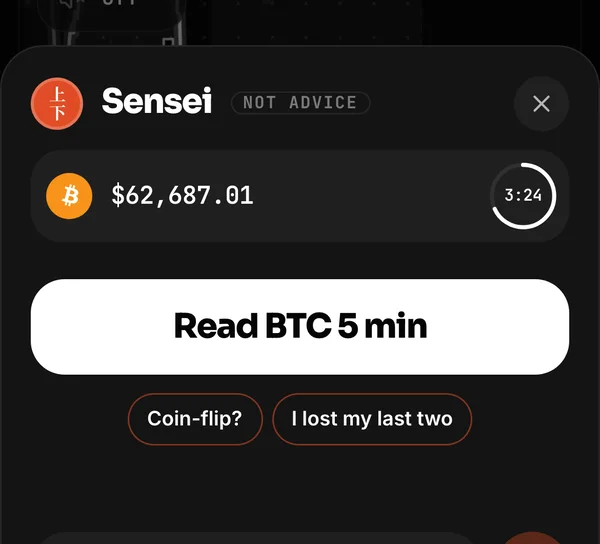 OFF
上
下
Sensei
NOT ADVICE
$62,687.01
3:24
Read BTC 5 min
Coin-flip?
I lost my last two